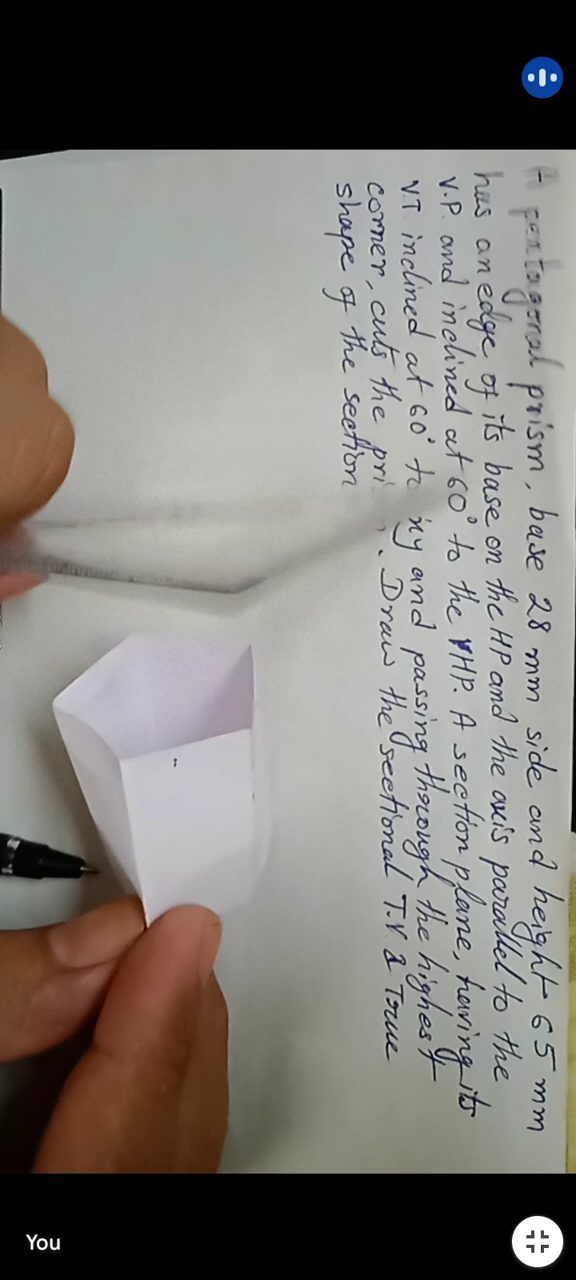 A pentagonal prism, base 28 mm side and height 65 mm
has an edge of its base on the HP and the axis parallel to the
V.P. and inclined at 60° to the HP. A section plane, having its
V.T. inclined at 60° to xy and passing through the highest
corner, cuts the pri . Draw the sectional T.V & True
shape of the section
You